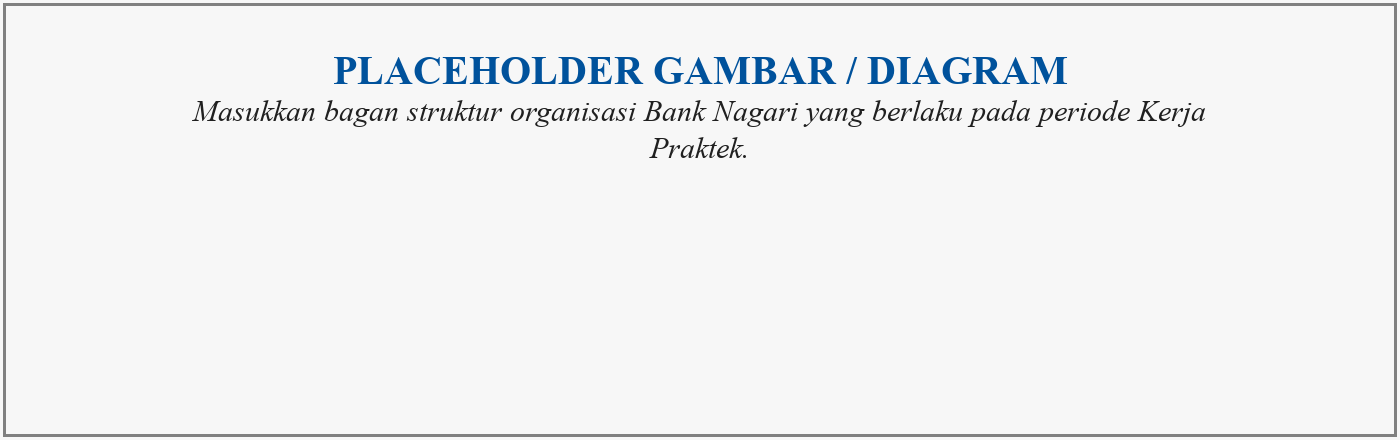 PLACEHOLDER GAMBAR / DIAGRAM
Masukkan bagan struktur organisasi Bank Nagari yang berlaku pada periode Kerja
Praktek.